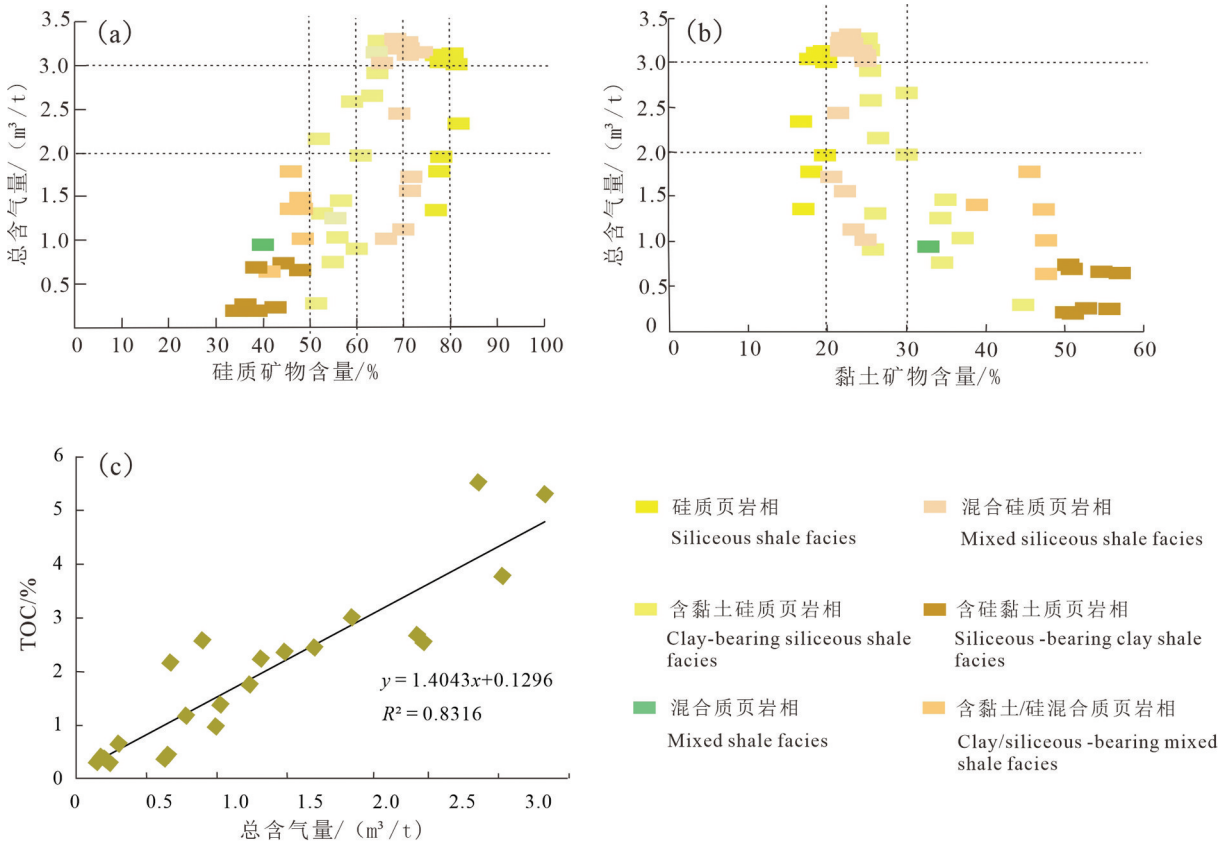 (a)
总含气量/（m³/t）
3.5
3.0
2.5
2.0
1.5
1.0
0.5
0 10 20 30 40 50 60 70 80 90 100
硅质矿物含量/%
(b)
总含气量/（m³/t）
3.5
3.0
2.5
2.0
1.5
1.0
0.5
0
0 10 20 30 40 50 60
黏土矿物含量/%
(c)
TOC/%
6
5
4
3
2
1
0
y = 1.4043x+0.1296
R² = 0.8316
0 0.5 1.0 1.5 2.0 2.5 3.0
总含气量/（m³/t）
硅质页岩相
Siliceous shale facies
混合硅质页岩相
Mixed siliceous shale facies
含黏土硅质页岩相
Clay-bearing siliceous shale
facies
含硅黏土质页岩相
Siliceous -bearing clay shale
facies
混合质页岩相
Mixed shale facies
含黏土/硅混合质页岩相
Clay/siliceous -bearing mixed
shale facies